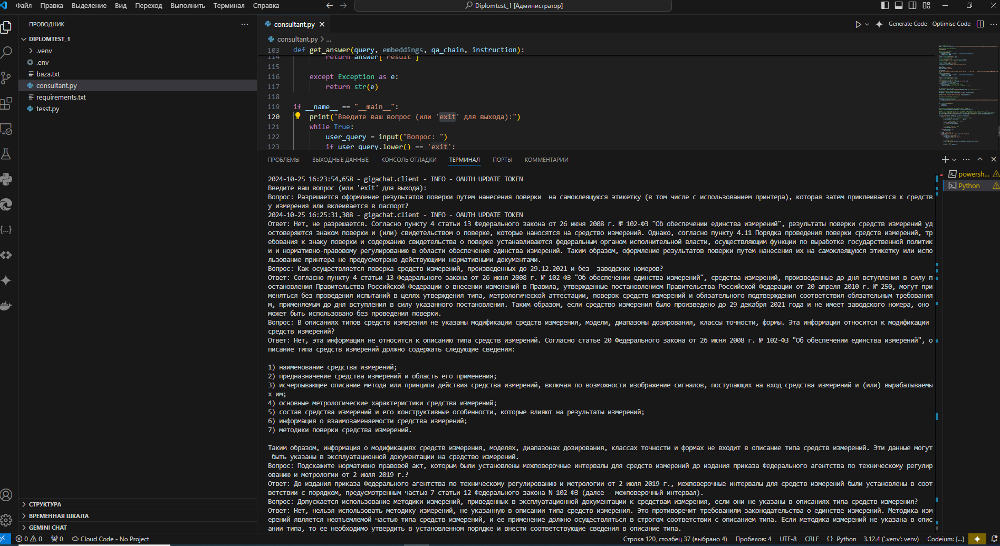 Файл Правка Выделение Вид Переход Выполнить Терминал Справка
Diplomtest_1 [Администратор]
ПРОВОДНИК
DIPLOMTEST_1
.venv
.env
baza.txt
consultant.py
requirements.txt
tesst.py
СТРУКТУРА
ВРЕМЕННАЯ ШКАЛА
GEMINI CHAT
consultant.py
Generate Code Optimise Code
consultant.py > ...
103 def get_answer(query, embeddings, qa_chain, instruction):
114 return answer["result"]
115
116 except Exception as e:
117 return str(e)
118
119 if __name__ == "__main__":
120 print("Введите ваш вопрос (или 'exit' для выхода):")
121 while True:
122 user_query = input("Вопрос: ")
123 if user_query.lower() == 'exit':
ПРОБЛЕМЫ ВЫХОДНЫЕ ДАННЫЕ КОНСОЛЬ ОТЛАДКИ ТЕРМИНАЛ ПОРТЫ КОММЕНТАРИИ
powersh...
Python
2024-10-25 16:23:54,658 - gigachat.client - INFO - OAUTH UPDATE TOKEN
Введите ваш вопрос (или 'exit' для выхода):
Вопрос: Разрешается оформление результатов поверки путем нанесения поверки на самоклеящуюся этикетку (в том числе с использованием принтера), которая затем приклеивается к средств
у измерения или вклеивается в паспорт?
2024-10-25 16:25:31,308 - gigachat.client - INFO - OAUTH UPDATE TOKEN
Ответ: Нет, не разрешается. Согласно пункту 4 статьи 13 Федерального закона от 26 июня 2008 г. № 102-ФЗ "Об обеспечении единства измерений", результаты поверки средств измерений уд
остоверяются знаком поверки и (или) свидетельством о поверке, которые наносятся на средство измерений. Однако, согласно пункту 4.11 Порядка проведения поверки средств измерений, тр
ебования к знаку поверки и содержанию свидетельства о поверке устанавливаются федеральным органом исполнительной власти, осуществляющим функции по выработке государственной политик
и и нормативно-правовому регулированию в области обеспечения единства измерений. Таким образом, оформление результатов поверки путем нанесения их на самоклеящуюся этикетку или испо
льзование принтера не предусмотрено действующими нормативными документами.
Вопрос: Как осуществляется поверка средств измерений, произведенных до 29.12.2021 и без заводских номеров?
Ответ: Согласно пункту 4 статьи 13 Федерального закона от 26 июня 2008 г. № 102-ФЗ "Об обеспечении единства измерений", средства измерений, произведенные до дня вступления в силу п
остановления Правительства Российской Федерации о внесении изменений в Правила, утвержденные постановлением Правительства Российской Федерации от 20 апреля 2010 г. № 250, могут при
меняться без проведения испытаний в целях утверждения типа, метрологической аттестации, поверок средств измерений и обязательного подтверждения соответствия обязательным требования
м, применяемым до дня вступления в силу указанного постановления. Таким образом, если средство измерения было произведено до 29 декабря 2021 года и не имеет заводского номера, оно
может быть использовано без проведения поверки.
Вопрос: В описаниях типов средств измерения не указаны модификации средств измерения, модели, диапазоны дозирования, классы точности, формы. Эта информация относится к модификации
средств измерений?
Ответ: Нет, эта информация не относится к описанию типа средств измерений. Согласно статье 20 Федерального закона от 26 июня 2008 г. № 102-ФЗ "Об обеспечении единства измерений", о
писание типа средств измерений должно содержать следующие сведения:
1) наименование средства измерений;
2) предназначение средства измерений и область его применения;
3) исчерпывающее описание метода или принципа действия средства измерений, включая по возможности изображение сигналов, поступающих на вход средства измерений и (или) вырабатываемы
х им;
4) основные метрологические характеристики средства измерений;
5) состав средства измерений и его конструктивные особенности, которые влияют на результаты измерений;
6) информация о взаимозаменяемости средства измерений;
7) методики поверки средства измерений.
Таким образом, информация о модификациях средств измерения, моделях, диапазонах дозирования, классах точности и формах не входит в описание типа средств измерений. Эти данные могут
быть указаны в эксплуатационной документации на средство измерений.
Вопрос: Подскажите нормативно правовой акт, которым были установлены межповерочные интервалы для средств измерений до издания приказа Федерального агентства по техническому регулир
ованию и метрологии от 2 июля 2019 г.?
Ответ: До издания приказа Федерального агентства по техническому регулированию и метрологии от 2 июля 2019 г., межповерочные интервалы для средств измерений были установлены в соот
ветствии с порядком, предусмотренным частью 7 статьи 12 Федерального закона N 102-ФЗ (далее - межповерочный интервал).
Вопрос: Допускается использование методики измерений, приведенных в эксплуатационной документации к средствам измерения, если они не указаны в описаниях типа средств измерения?
Ответ: Нет, нельзя использовать методику измерений, не указанную в описании типа средств измерения. Это противоречит требованиям законодательства о единстве измерений. Методика изм
ерений является неотъемлемой частью типа средств измерений, и ее применение должно осуществляться в строгом соответствии с описанием типа. Если методика измерений не указана в опис
ании типа, то ее необходимо утвердить в установленном порядке и внести соответствующие сведения в описание типа.
0 0 0 Cloud Code - No Project
Строка 120, столбец 37 (выбрано 4) Пробелов: 4 UTF-8 CRLF {} Python 3.12.4 ('.venv': venv) Codeium: {...}